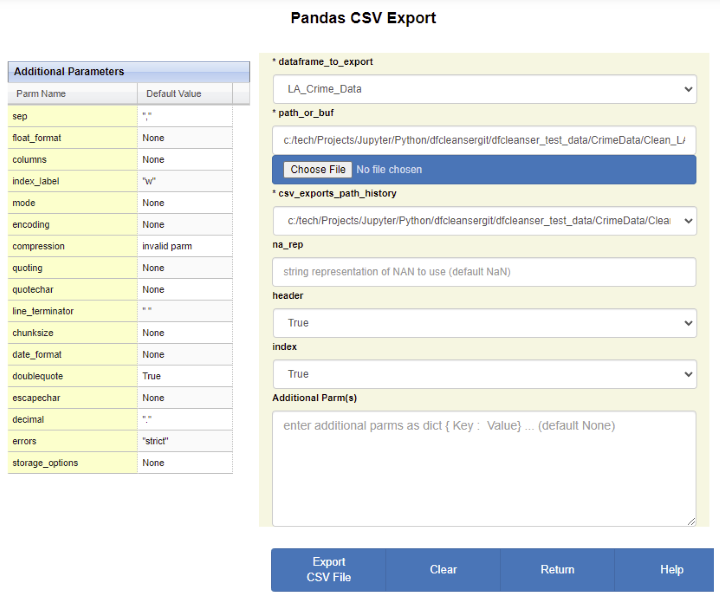 Pandas CSV Export
Additional Parameters
Parm Name Default Value
sep ","
float_format None
columns None
index_label "w"
mode None
encoding None
compression invalid parm
quoting None
quotechar None
line_terminator " "
chunksize None
date_format None
doublequote True
escapechar None
decimal "."
errors "strict"
storage_options None
* dataframe_to_export
LA_Crime_Data
* path_or_buf
c:/tech/Projects/Jupyter/Python/dfcleansergit/dfcleanser_test_data/CrimeData/Clean_LA
Choose File No file chosen
* csv_exports_path_history
c:/tech/Projects/Jupyter/Python/dfcleansergit/dfcleanser_test_data/CrimeData/Clean
na_rep
string representation of NAN to use (default NaN)
header
True
index
True
Additional Parm(s)
enter additional parms as dict { Key : Value} ... (default None)
Export
CSV File
Clear
Return
Help